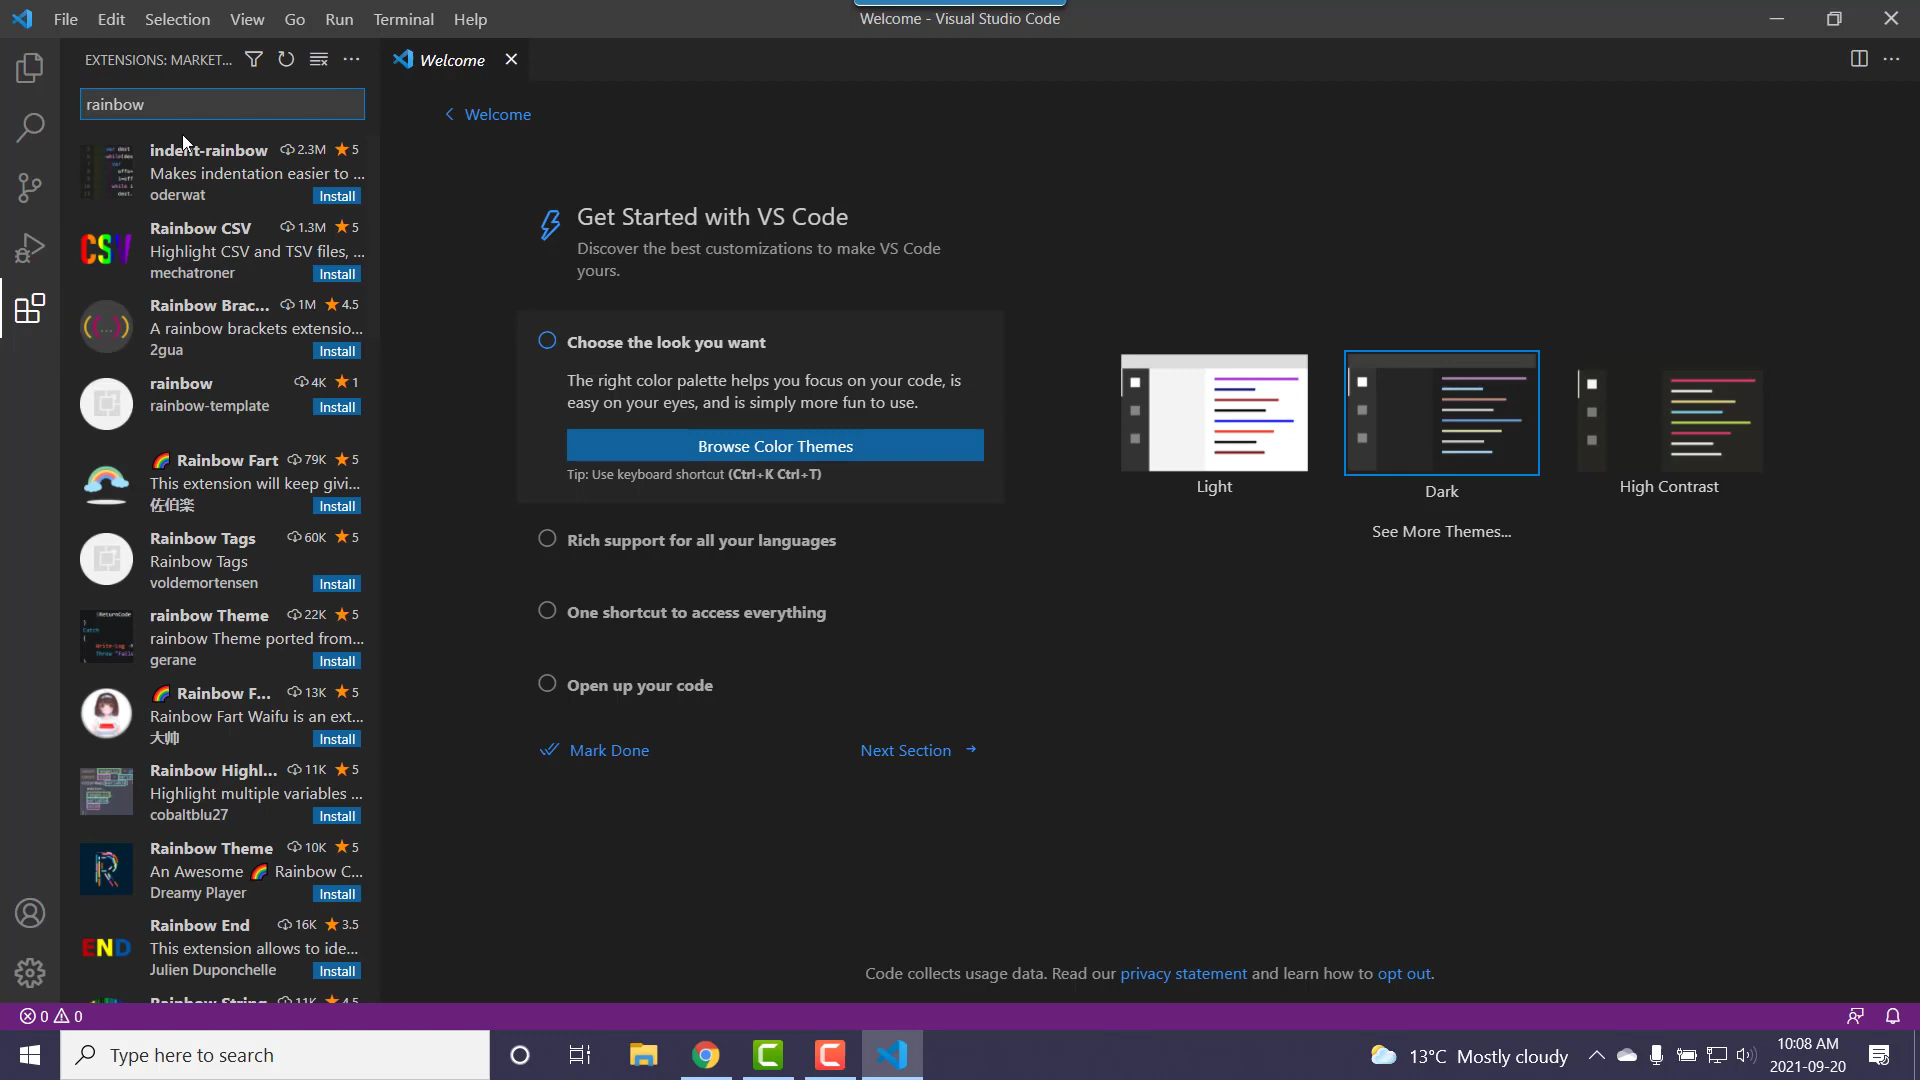 File Edit Selection View Go Run Terminal Help
Welcome - Visual Studio Code
EXTENSIONS: MARKET...
rainbow
indent-rainbow 2.3M 5
Makes indentation easier to ...
oderwat Install
CSV
Rainbow CSV 1.3M 5
Highlight CSV and TSV files, ...
mechatroner Install
Rainbow Brac... 1M 4.5
A rainbow brackets extensio...
2gua Install
rainbow 4K 1
rainbow-template Install
🌈 Rainbow Fart 79K 5
This extension will keep givi...
佐伯楽 Install
Rainbow Tags 60K 5
Rainbow Tags
voldemortensen Install
rainbow Theme 22K 5
rainbow Theme ported from...
gerane Install
🌈 Rainbow F... 13K 5
Rainbow Fart Waifu is an ext...
大帅 Install
Rainbow Highl... 11K 5
Highlight multiple variables ...
cobaltblu27 Install
R
Rainbow Theme 10K 5
An Awesome 🌈 Rainbow C...
Dreamy Player Install
END
Rainbow End 16K 3.5
This extension allows to ide...
Julien Duponchelle Install
Rainbow String 11K 4.5
Welcome
Welcome
Get Started with VS Code
Discover the best customizations to make VS Code
yours.
Choose the look you want
The right color palette helps you focus on your code, is
easy on your eyes, and is simply more fun to use.
Browse Color Themes
Tip: Use keyboard shortcut (Ctrl+K Ctrl+T)
Rich support for all your languages
One shortcut to access everything
Open up your code
Mark Done
Next Section
Light
Dark
High Contrast
See More Themes...
Code collects usage data. Read our privacy statement and learn how to opt out.
0 0
Type here to search
13°C Mostly cloudy
10:08 AM
2021-09-20